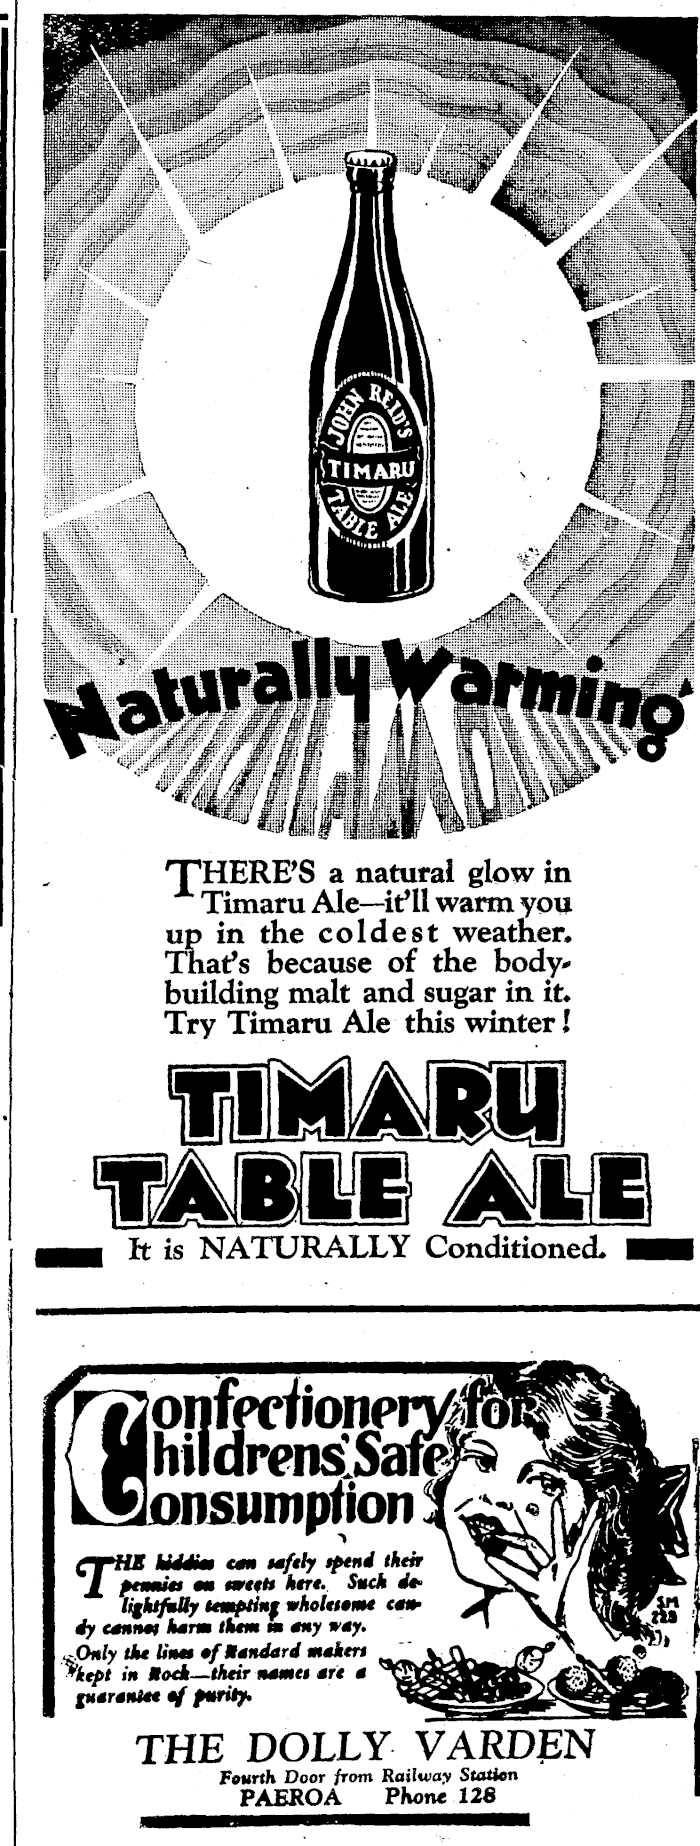 JOHN REID'S
TIMARU
TABLE ALE
Naturally Warming
THERE'S a natural glow in
Timaru Ale—it'll warm you
up in the coldest weather.
That's because of the body-
building malt and sugar in it.
Try Timaru Ale this winter!
TIMARU
TABLE ALE
It is NATURALLY Conditioned.
Confectionery for
Childrens' Safe
Consumption
THE kiddies can safely spend their
pennies on sweets here. Such de-
lightfully tempting wholesome can-
dy cannot harm them in any way.
Only the lines of standard makers
kept in stock—their names are a
guarantee of purity.
S.M
223
THE DOLLY VARDEN
Fourth Door from Railway Station
PAEROA Phone 128